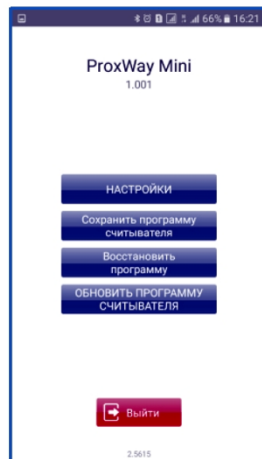 66% 16:21
ProxWay Mini
1.001
НАСТРОЙКИ
Сохранить программу
считывателя
Восстановить
программу
ОБНОВИТЬ ПРОГРАММУ
СЧИТЫВАТЕЛЯ
Выйти
2.5615